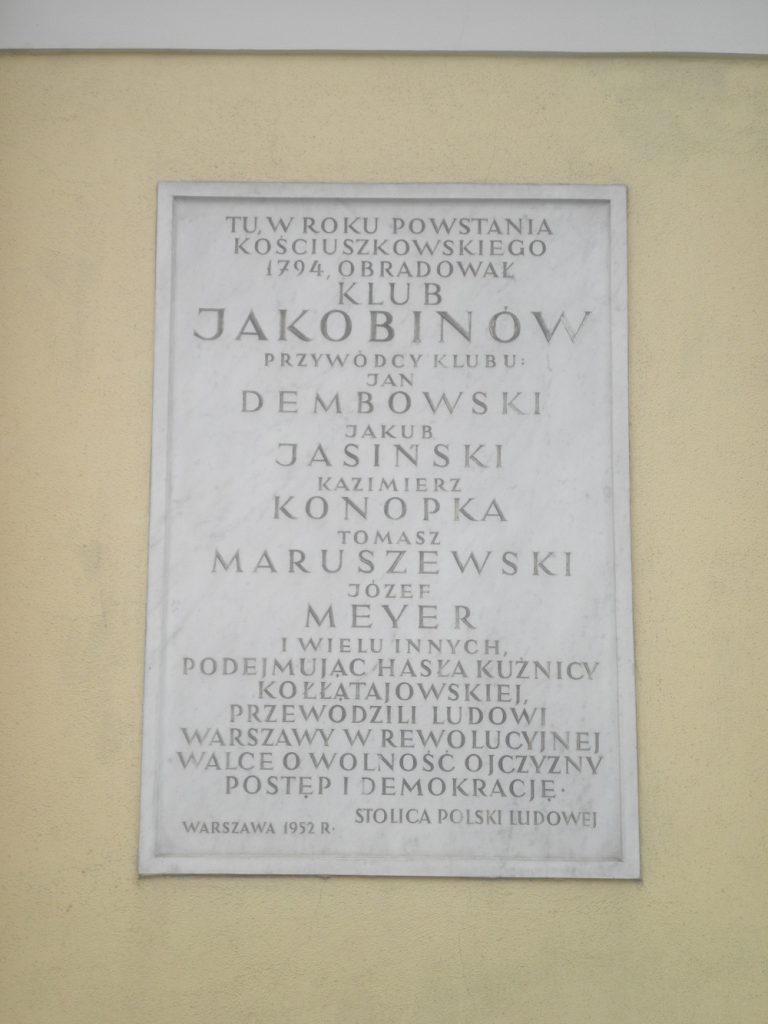 TU, W ROKU POWSTANIA
KOŚCIUSZKOWSKIEGO
1794, OBRADOWAŁ
KLUB
JAKOBINÓW
PRZYWÓDCY KLUBU:
JAN
DEMBOWSKI
JAKUB
JASIŃSKI
KAZIMIERZ
KONOPKA
TOMASZ
MARUSZEWSKI
JÓZEF
MEYER
I WIELU INNYCH,
PODEJMUJĄC HASŁA KUŹNICY
KOŁŁĄTAJOWSKIEJ,
PRZEWODZILI LUDOWI
WARSZAWY W REWOLUCYJNEJ
WALCE O WOLNOŚĆ OJCZYZNY
POSTĘP I DEMOKRACJĘ.
STOLICA POLSKI LUDOWEJ
WARSZAWA 1952 R.